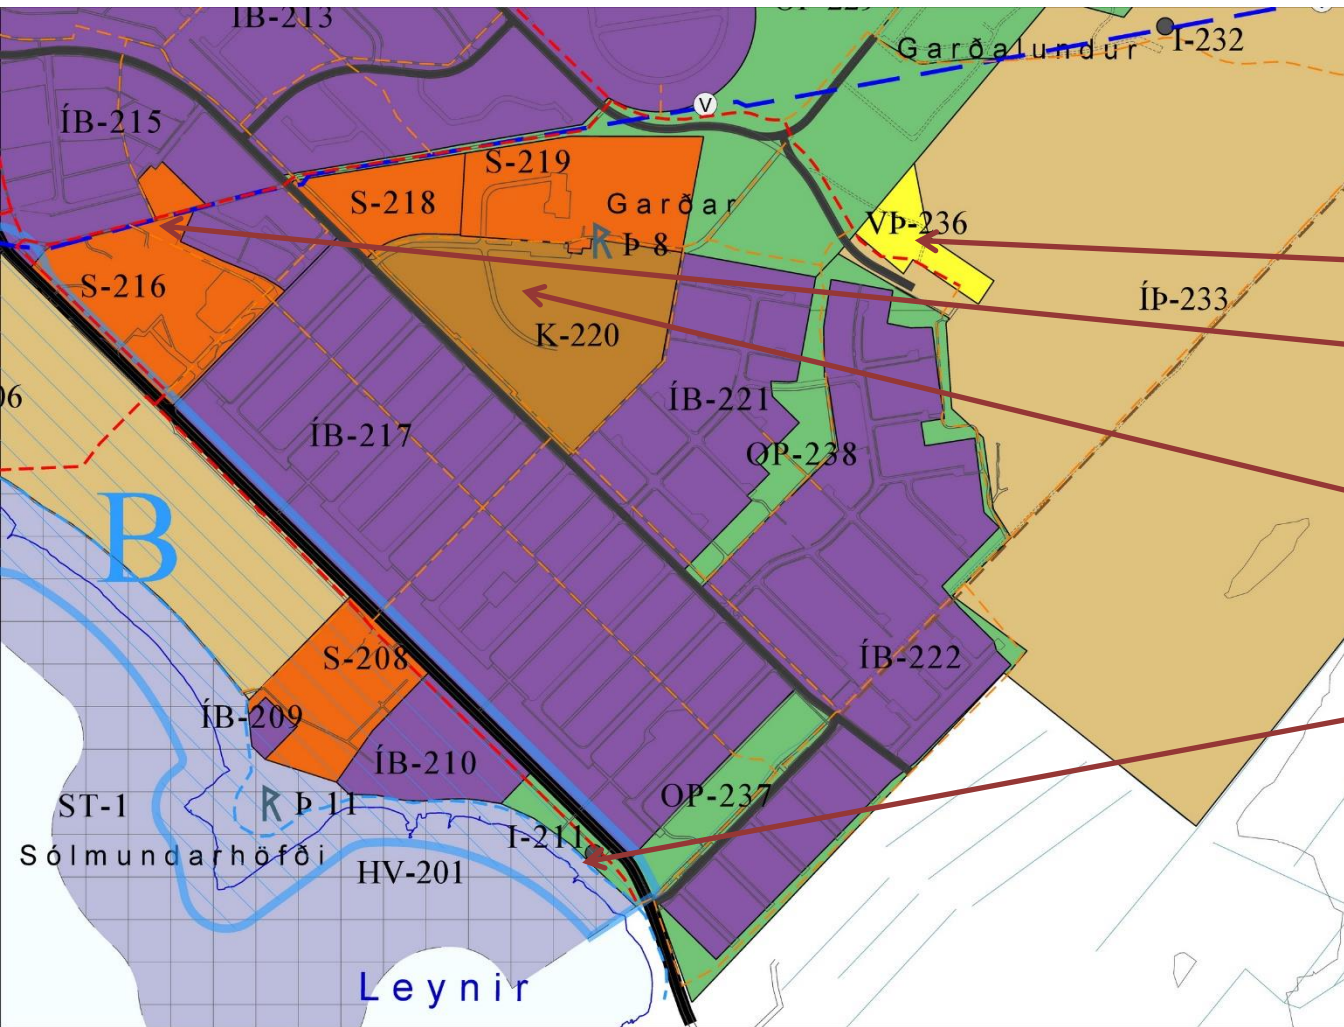 ÍB-213
OP-229
Garðalundur
I-232
V
ÍB-215
S-219
S-218
Garðar
VÞ-236
Þ 8
S-216
ÍÞ-233
K-220
ÍB-221
ÍB-217
OP-238
B
S-208
ÍB-222
ÍB-209
ÍB-210
OP-237
ST-1
Þ 11
I-211
Sólmundarhöfði
HV-201
Leynir